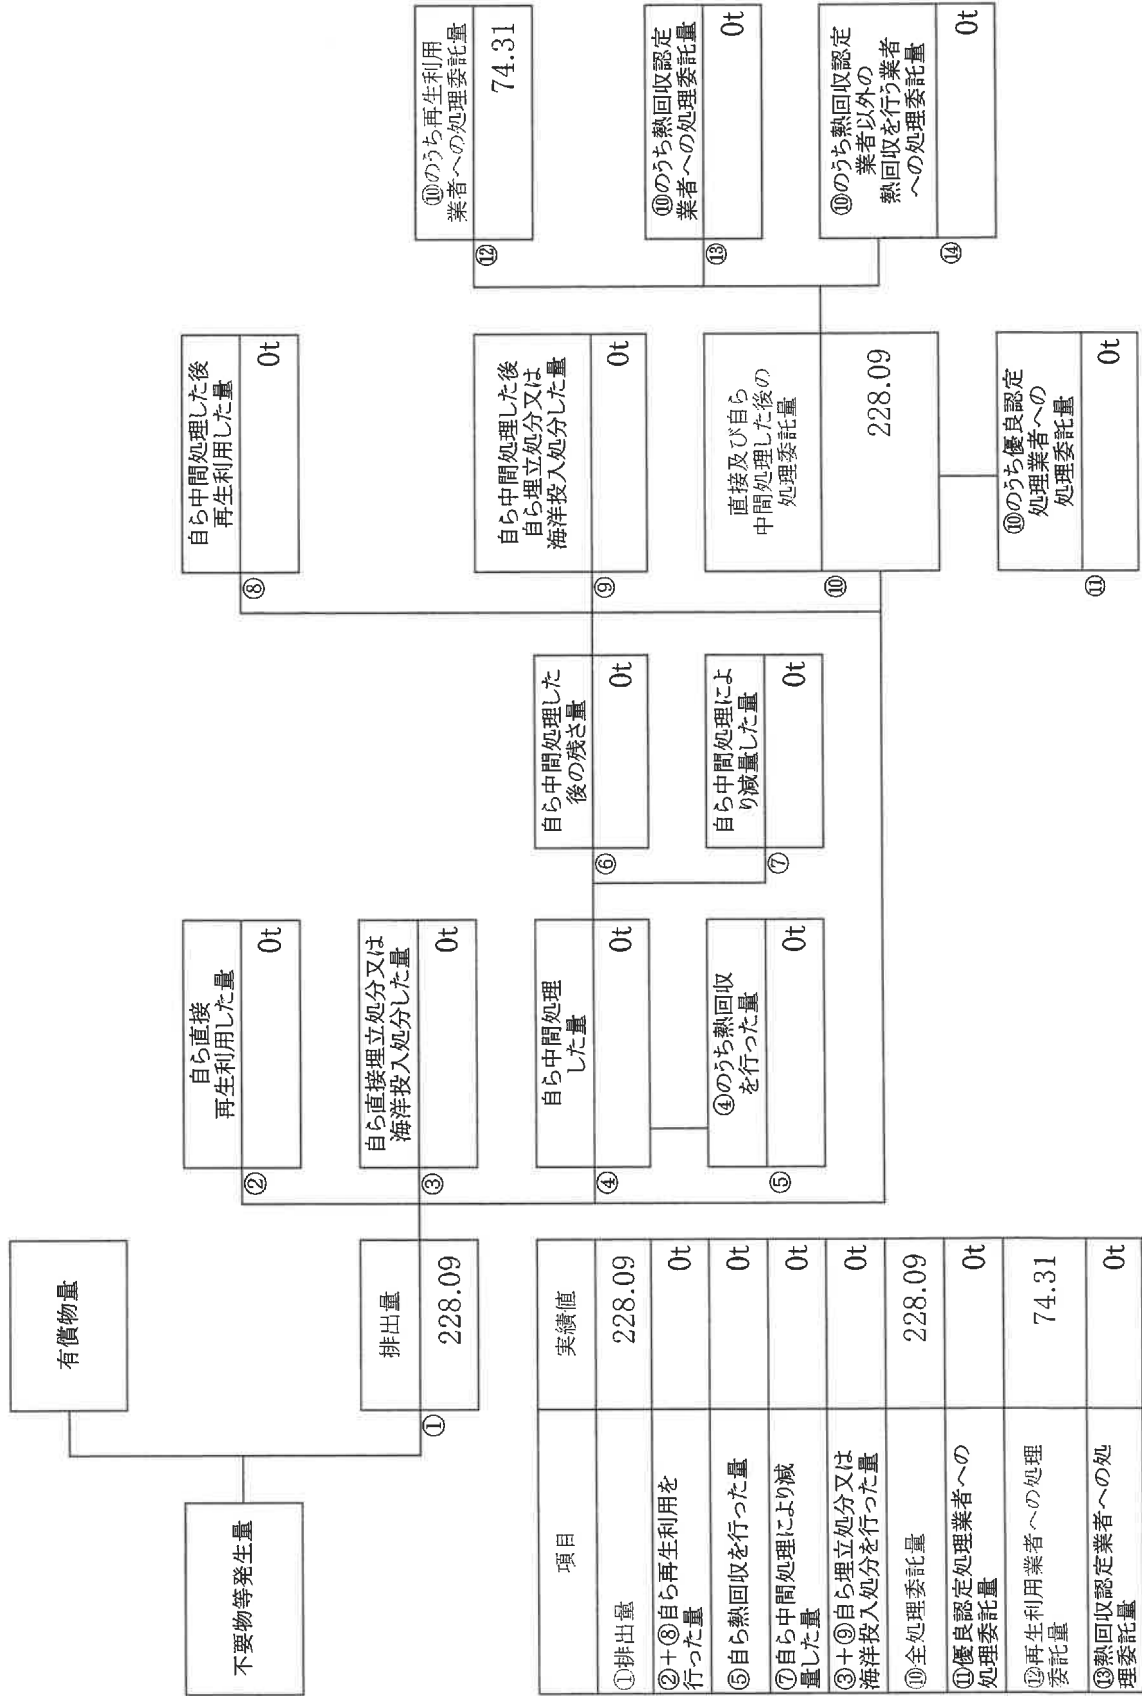 不要物等発生量
有償物量
①
排出量
228.09
②
自ら直接
再生利用した量
0t
③
自ら直接埋立処分又は
海洋投入処分した量
0t
④
自ら中間処理
した量
0t
⑤
④のうち熱回収
を行った量
0t
⑥
自ら中間処理した
後の残さ量
0t
⑦
自ら中間処理によ
り減量した量
0t
⑧
自ら中間処理した後
再生利用した量
0t
⑨
自ら中間処理した後
自ら埋立処分又は
海洋投入処分した量
0t
⑩
直接及び自ら
中間処理した後の
処理委託量
228.09
⑪
⑩のうち優良認定
処理業者への
処理委託量
0t
⑫
⑩のうち再生利用
業者への処理委託量
74.31
⑬
⑩のうち熱回収認定
業者への処理委託量
0t
⑭
⑩のうち熱回収認定
業者以外の
熱回収を行う業者
への処理委託量
0t
項目
実績値
①排出量
228.09
②+⑧自ら再生利用を
行った量
0t
⑤自ら熱回収を行った量
0t
⑦自ら中間処理により減
量した量
0t
③+⑨自ら埋立処分又は
海洋投入処分を行った量
0t
⑩全処理委託量
228.09
⑪優良認定処理業者への
処理委託量
0t
⑫再生利用業者への処理
委託量
74.31
⑬熱回収認定業者への処
理委託量
0t